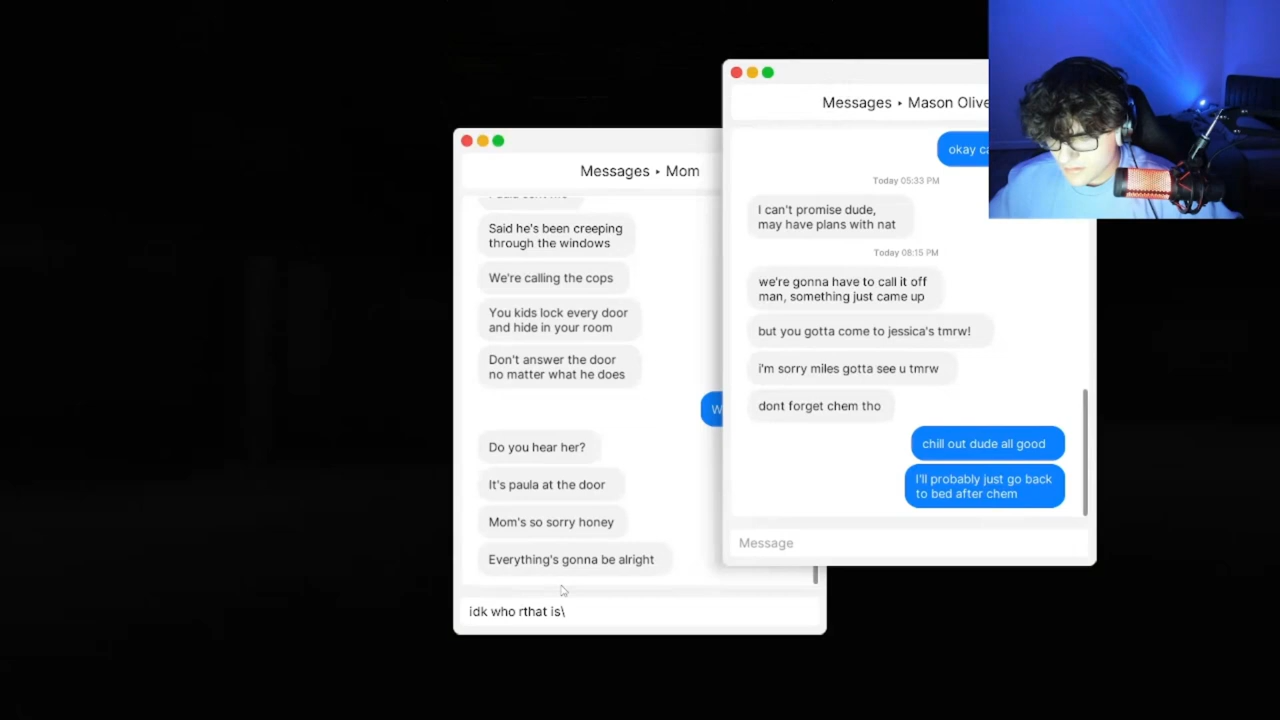 Messages ‣ Mom
Said he's been creeping
through the windows
We're calling the cops
You kids lock every door
and hide in your room
Don't answer the door
no matter what he does
W
Do you hear her?
It's paula at the door
Mom's so sorry honey
Everything's gonna be alright
idk who rthat is\
Messages ‣ Mason Olive
okay ca
Today 05:33 PM
I can't promise dude,
may have plans with nat
Today 08:15 PM
we're gonna have to call it off
man, something just came up
but you gotta come to jessica's tmrw!
i'm sorry miles gotta see u tmrw
dont forget chem tho
chill out dude all good
I'll probably just go back
to bed after chem
Message